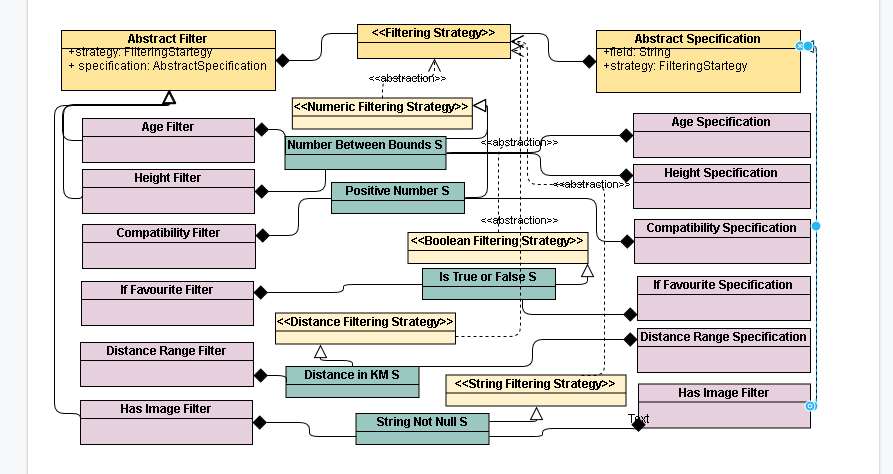 Abstract Filter
+strategy: FilteringStartegy
+ specification: AbstractSpecification
<<Filtering Strategy>>
Abstract Specification
+field: String
+strategy: FilteringStartegy
<<abstraction>>
<<Numeric Filtering Strategy>>
Age Filter
Age Specification
Number Between Bounds S
<<abstraction>>
Height Filter
Height Specification
<<abstraction>>
Positive Number S
<<abstraction>>
Compatibility Filter
Compatibility Specification
<<Boolean Filtering Strategy>>
Is True or False S
If Favourite Filter
If Favourite Specification
<<Distance Filtering Strategy>>
Distance Range Filter
Distance Range Specification
Distance in KM S
<<String Filtering Strategy>>
Has Image Filter
Has Image Filter
String Not Null S
Text